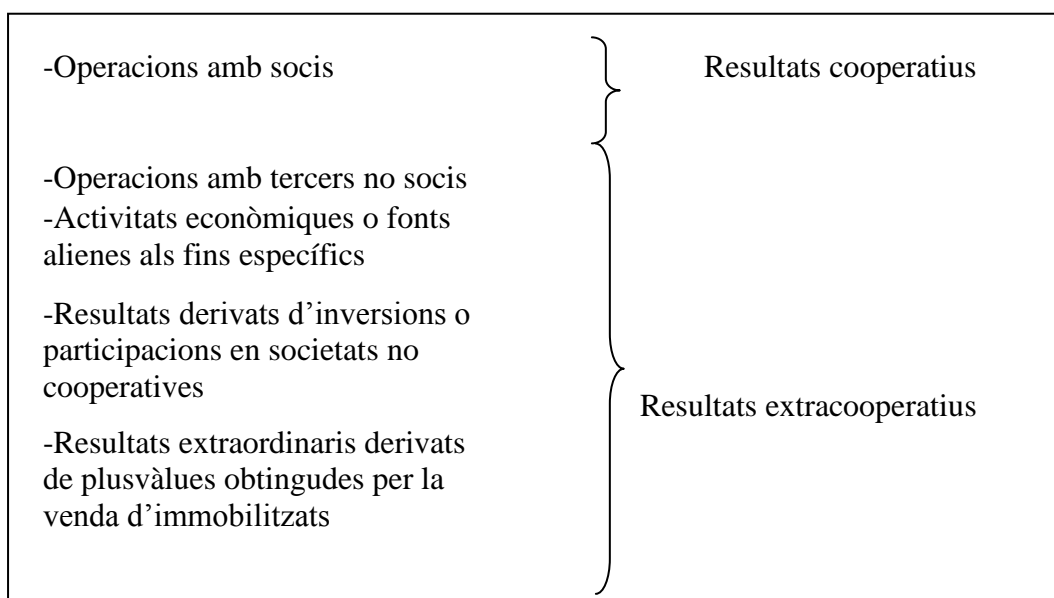 -Operacions amb socis
Resultats cooperatius
-Operacions amb tercers no socis
-Activitats econòmiques o fonts
alienes als fins específics
-Resultats derivats d’inversions o
participacions en societats no
cooperatives
Resultats extracooperatius
-Resultats extraordinaris derivats
de plusvàlues obtingudes per la
venda d’immobilitzats